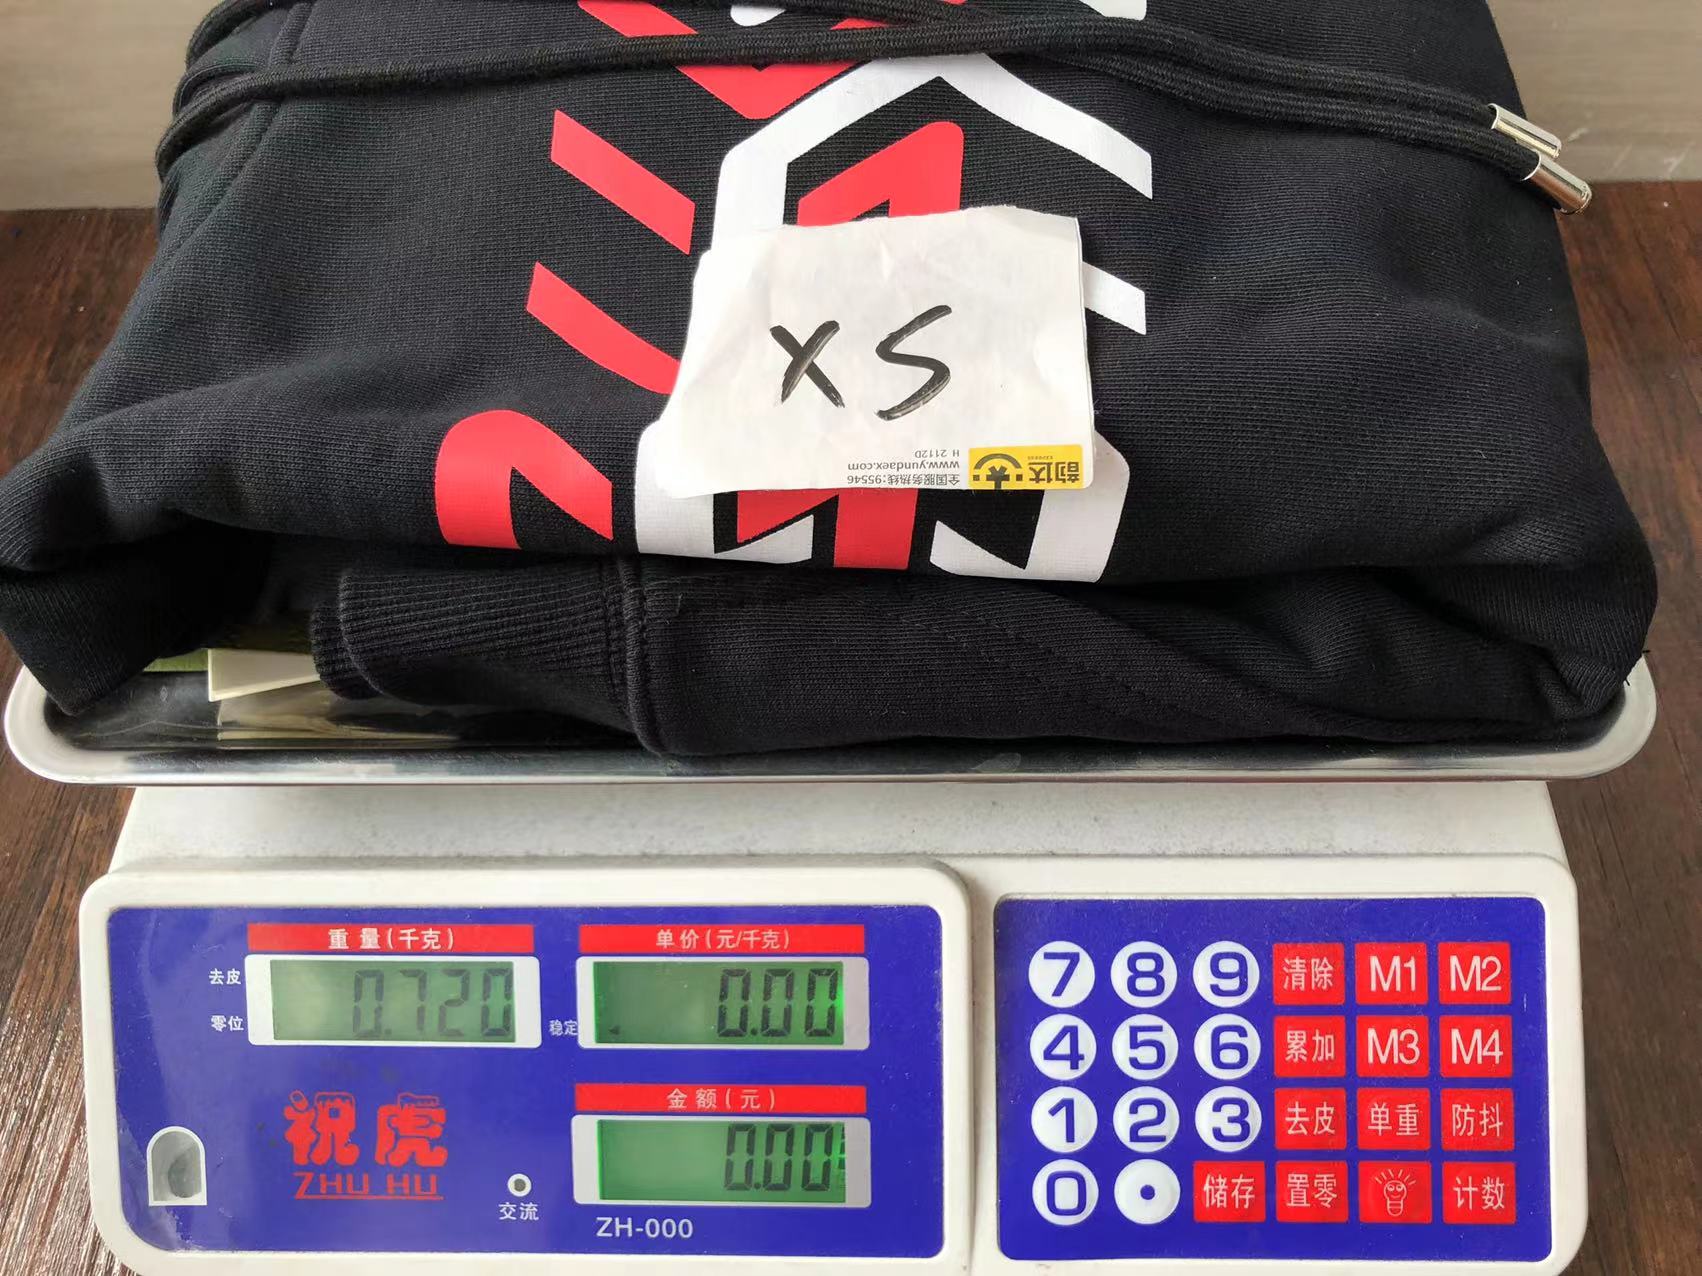 XS
韵达
EXPRESS
全国服务热线:95546
www.yundaex.com
H 2112D
重量(千克)
单价(元/千克)
去皮
0.720
0.00
零位
稳定
金额(元)
0.00
祝虎
ZHU HU
交流
ZH-000
7 8 9 清除 M1 M2
4 5 6 累加 M3 M4
1 2 3 去皮 单重 防抖
0 . 储存 置零 计数